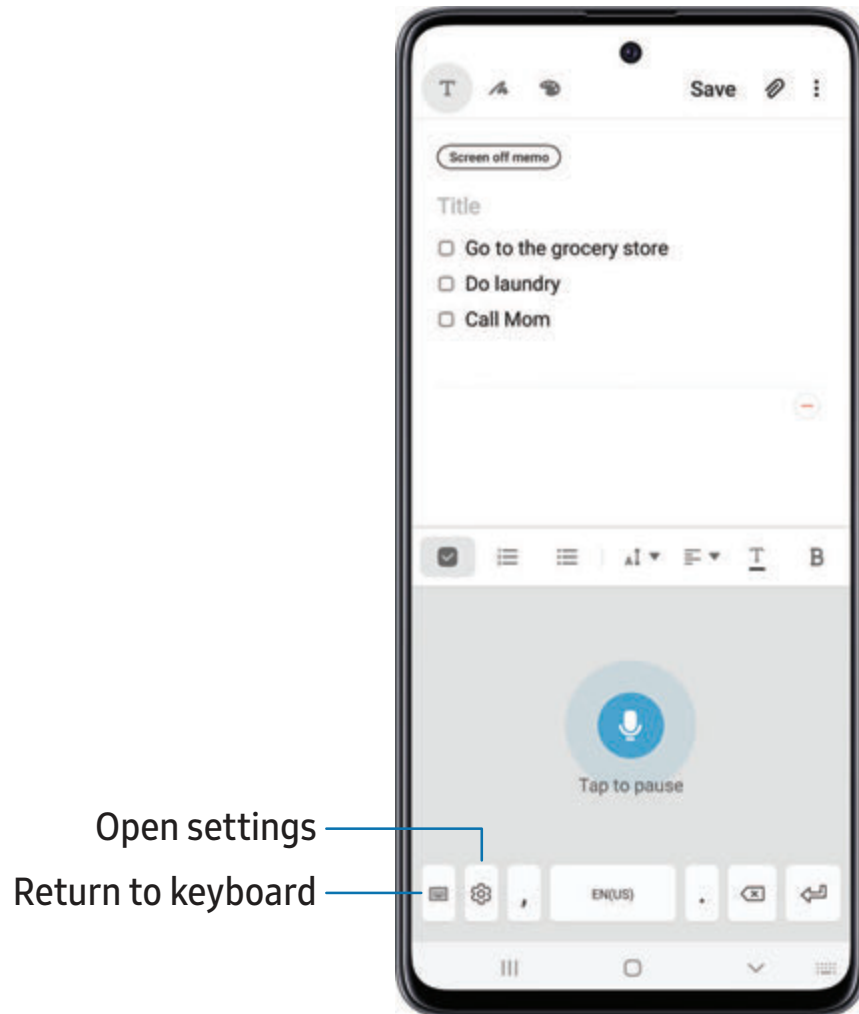 T Save
Screen off memo
Title
Go to the grocery store
Do laundry
Call Mom
T B
Tap to pause
Open settings
Return to keyboard
, EN(US) .